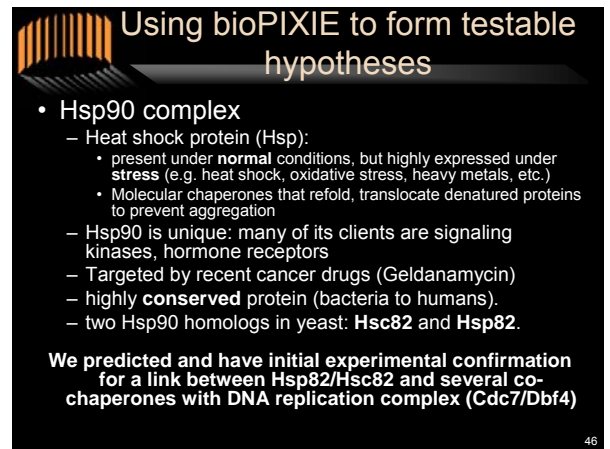 Using bioPIXIE to form testable
hypotheses
• Hsp90 complex
– Heat shock protein (Hsp):
• present under normal conditions, but highly expressed under
stress (e.g. heat shock, oxidative stress, heavy metals, etc.)
• Molecular chaperones that refold, translocate denatured proteins
to prevent aggregation
– Hsp90 is unique: many of its clients are signaling
kinases, hormone receptors
– Targeted by recent cancer drugs (Geldanamycin)
– highly conserved protein (bacteria to humans).
– two Hsp90 homologs in yeast: Hsc82 and Hsp82.
We predicted and have initial experimental confirmation
for a link between Hsp82/Hsc82 and several co-
chaperones with DNA replication complex (Cdc7/Dbf4)
46